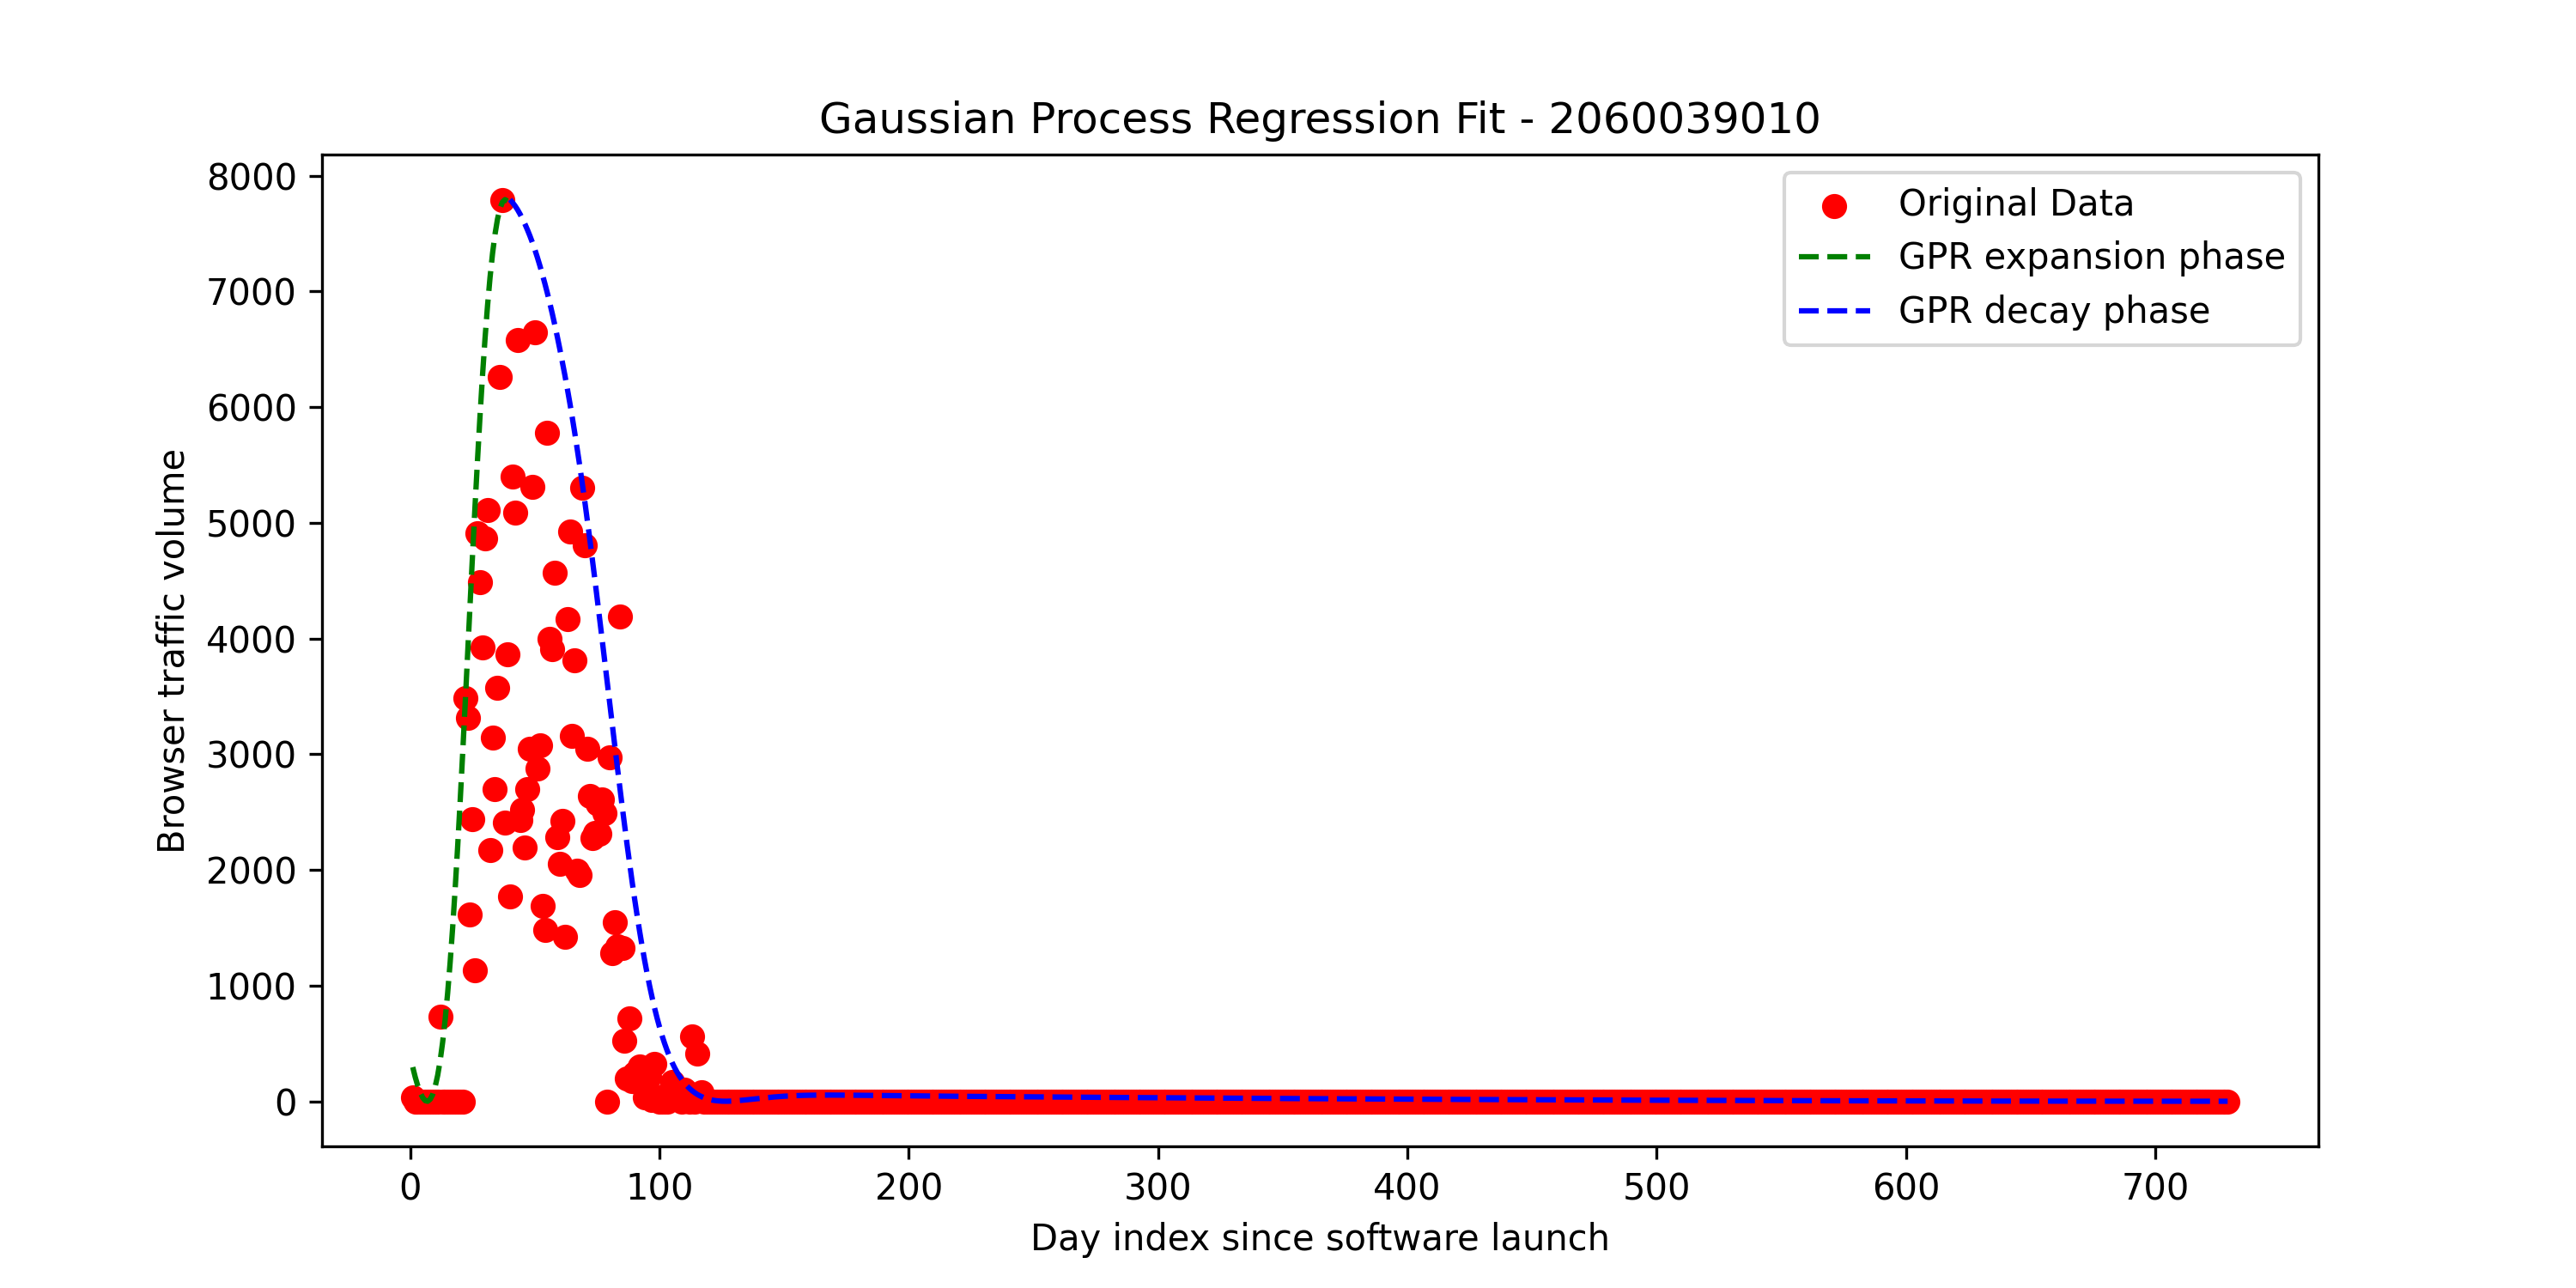 Gaussian Process Regression Fit - 2060039010
Original Data
GPR expansion phase
GPR decay phase
Browser traffic volume
8000
7000
6000
5000
4000
3000
2000
1000
0
0 100 200 300 400 500 600 700
Day index since software launch